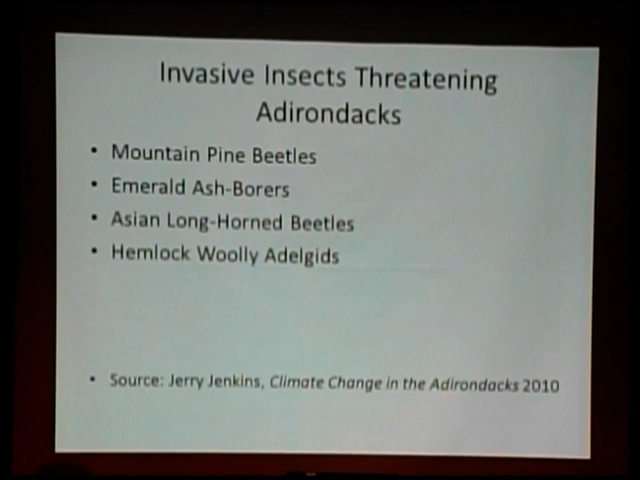 Invasive Insects Threatening
Adirondacks
• Mountain Pine Beetles
• Emerald Ash-Borers
• Asian Long-Horned Beetles
• Hemlock Woolly Adelgids
• Source: Jerry Jenkins, Climate Change in the Adirondacks 2010